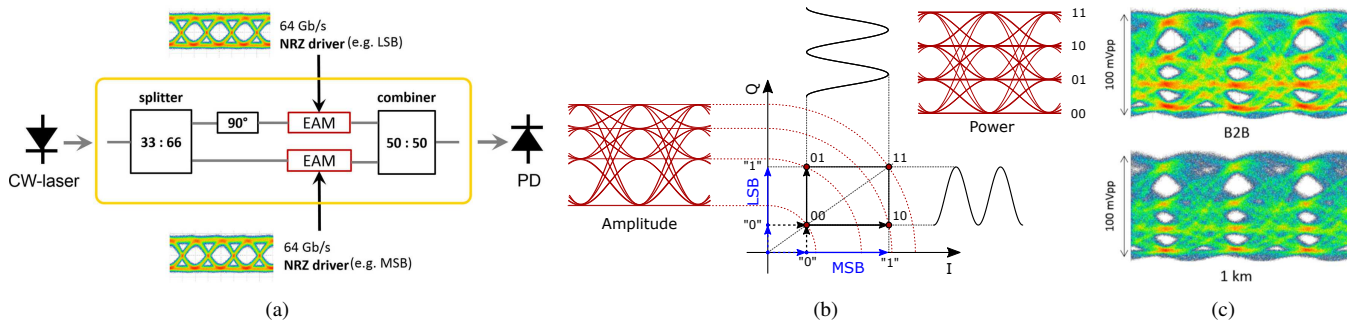 64 Gb/s
NRZ driver (e.g. LSB)
splitter
33 : 66
90°
EAM
EAM
combiner
50 : 50
CW-laser
PD
64 Gb/s
NRZ driver (e.g. MSB)
(a)
Amplitude
Q
"1"
LSB
"0"
01
11
00
10
"0"
MSB
"1"
I
11
10
01
00
Power
(b)
100 mVpp
B2B
100 mVpp
1 km
(c)